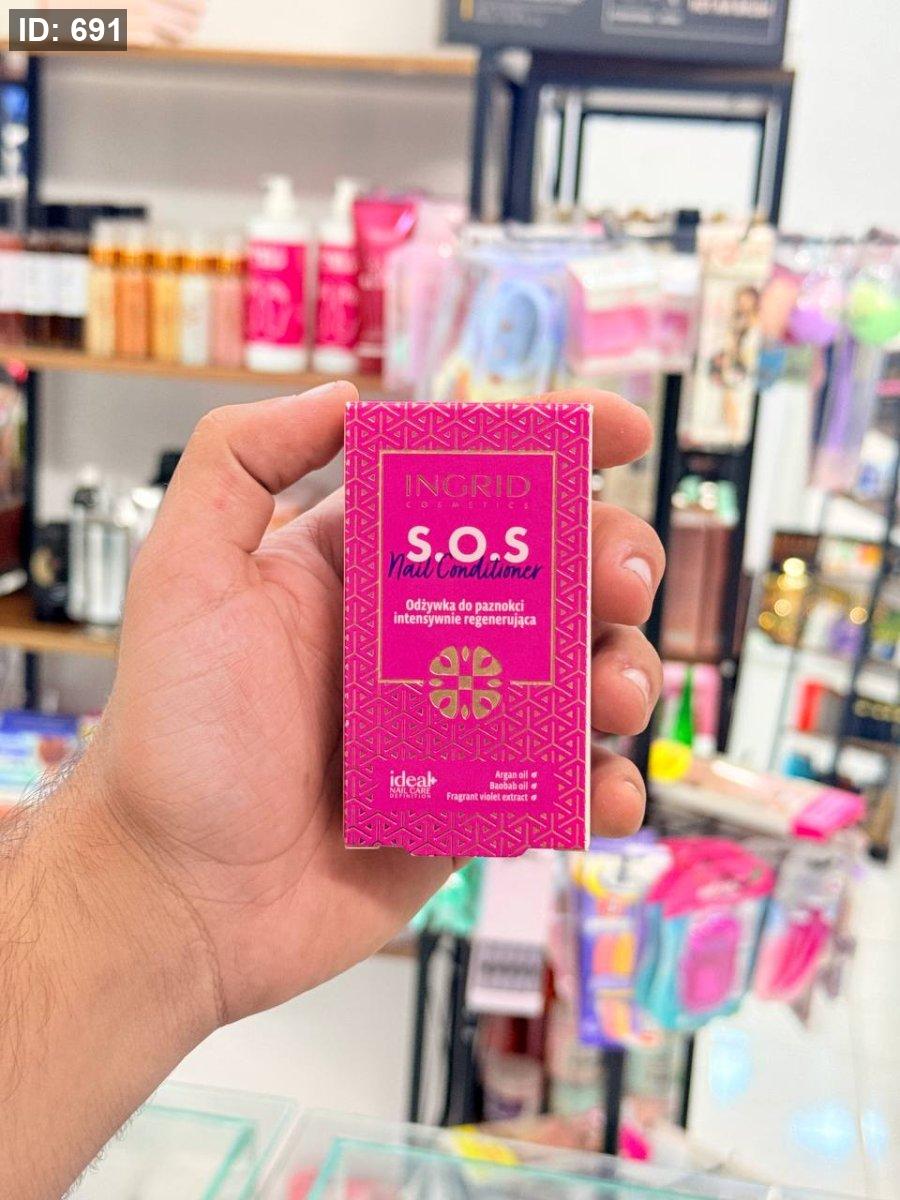 ID: 691
INGRID
COSMETICS
S.O.S
Nail Conditioner
Odżywka do paznokci
intensywnie regenerująca
ideal+
NAIL CARE
DEFINITION
Argan oil
Baobab oil
Fragrant violet extract